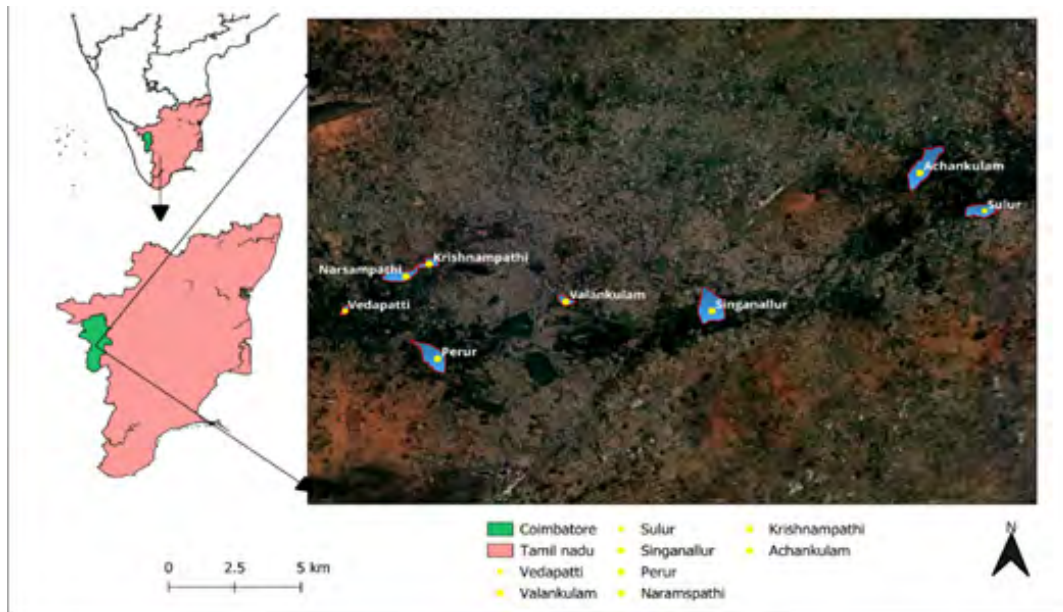 Achankulam
Sulur
Krishnampathi
Narsampathi
Vedapatti
Valankulam
Singanallur
Perur
Coimbatore
Tamil nadu
Vedapatti
Valankulam
Sulur
Singanallur
Perur
Naramspathi
Krishnampathi
Achankulam
N
0 2.5 5 km